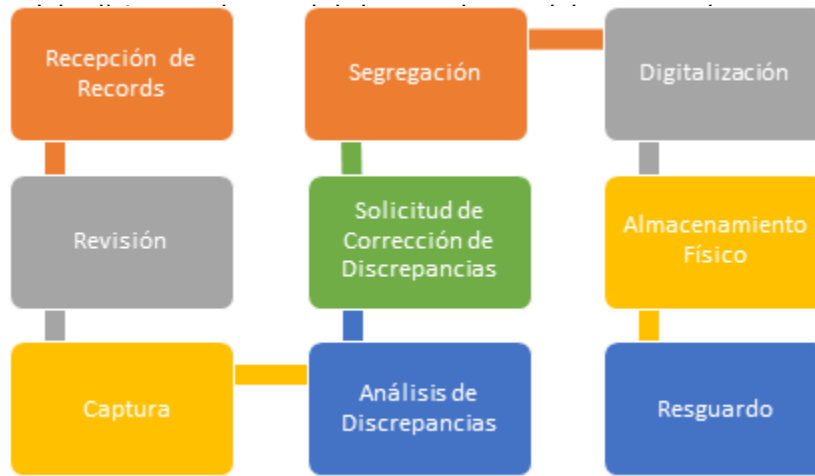 Recepción de
Records
Revisión
Captura
Análisis de
Discrepancias
Solicitud de
Corrección de
Discrepancias
Segregación
Digitalización
Almacenamiento
Físico
Resguardo